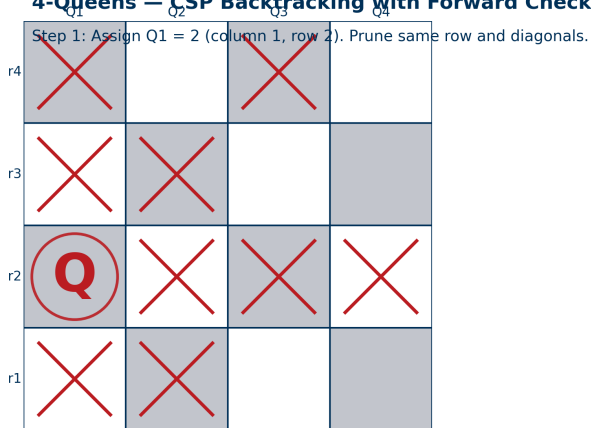 4-Queens — CSP Backtracking with Forward Check
Q1 Q2 Q3 Q4
Step 1: Assign Q1 = 2 (column 1, row 2). Prune same row and diagonals.
r4
r3
r2 Q
r1